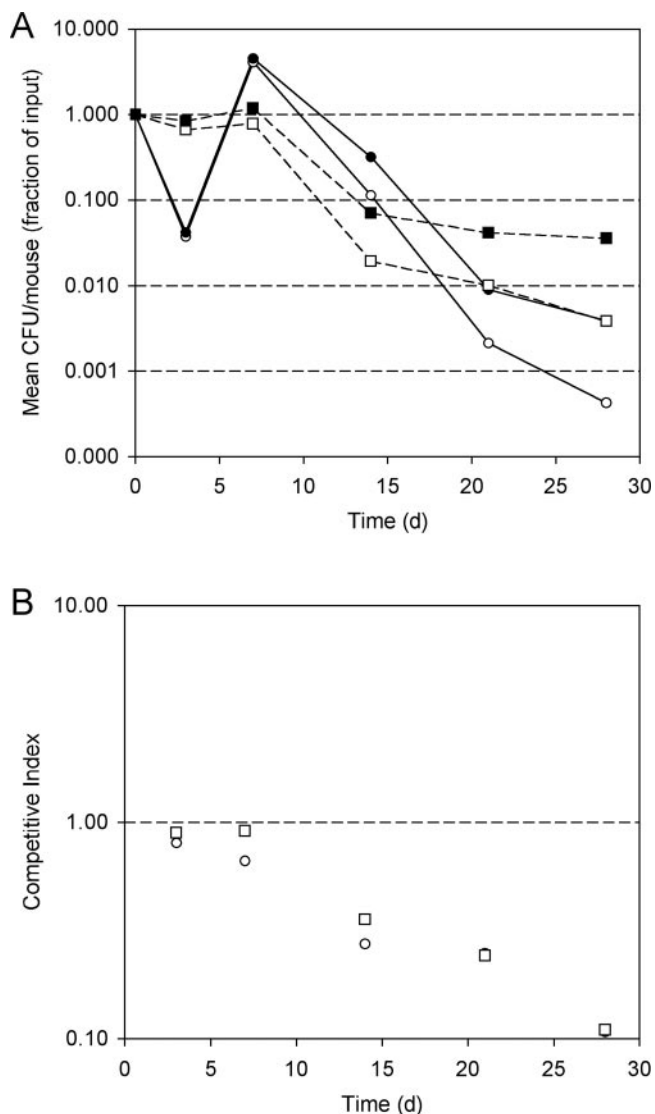 A
Mean CFU/mouse (fraction of input)
10.000
1.000
0.100
0.010
0.001
0.000
0 5 10 15 20 25 30
Time (d)
B
Competitive Index
10.00
1.00
0.10
0 5 10 15 20 25 30
Time (d)